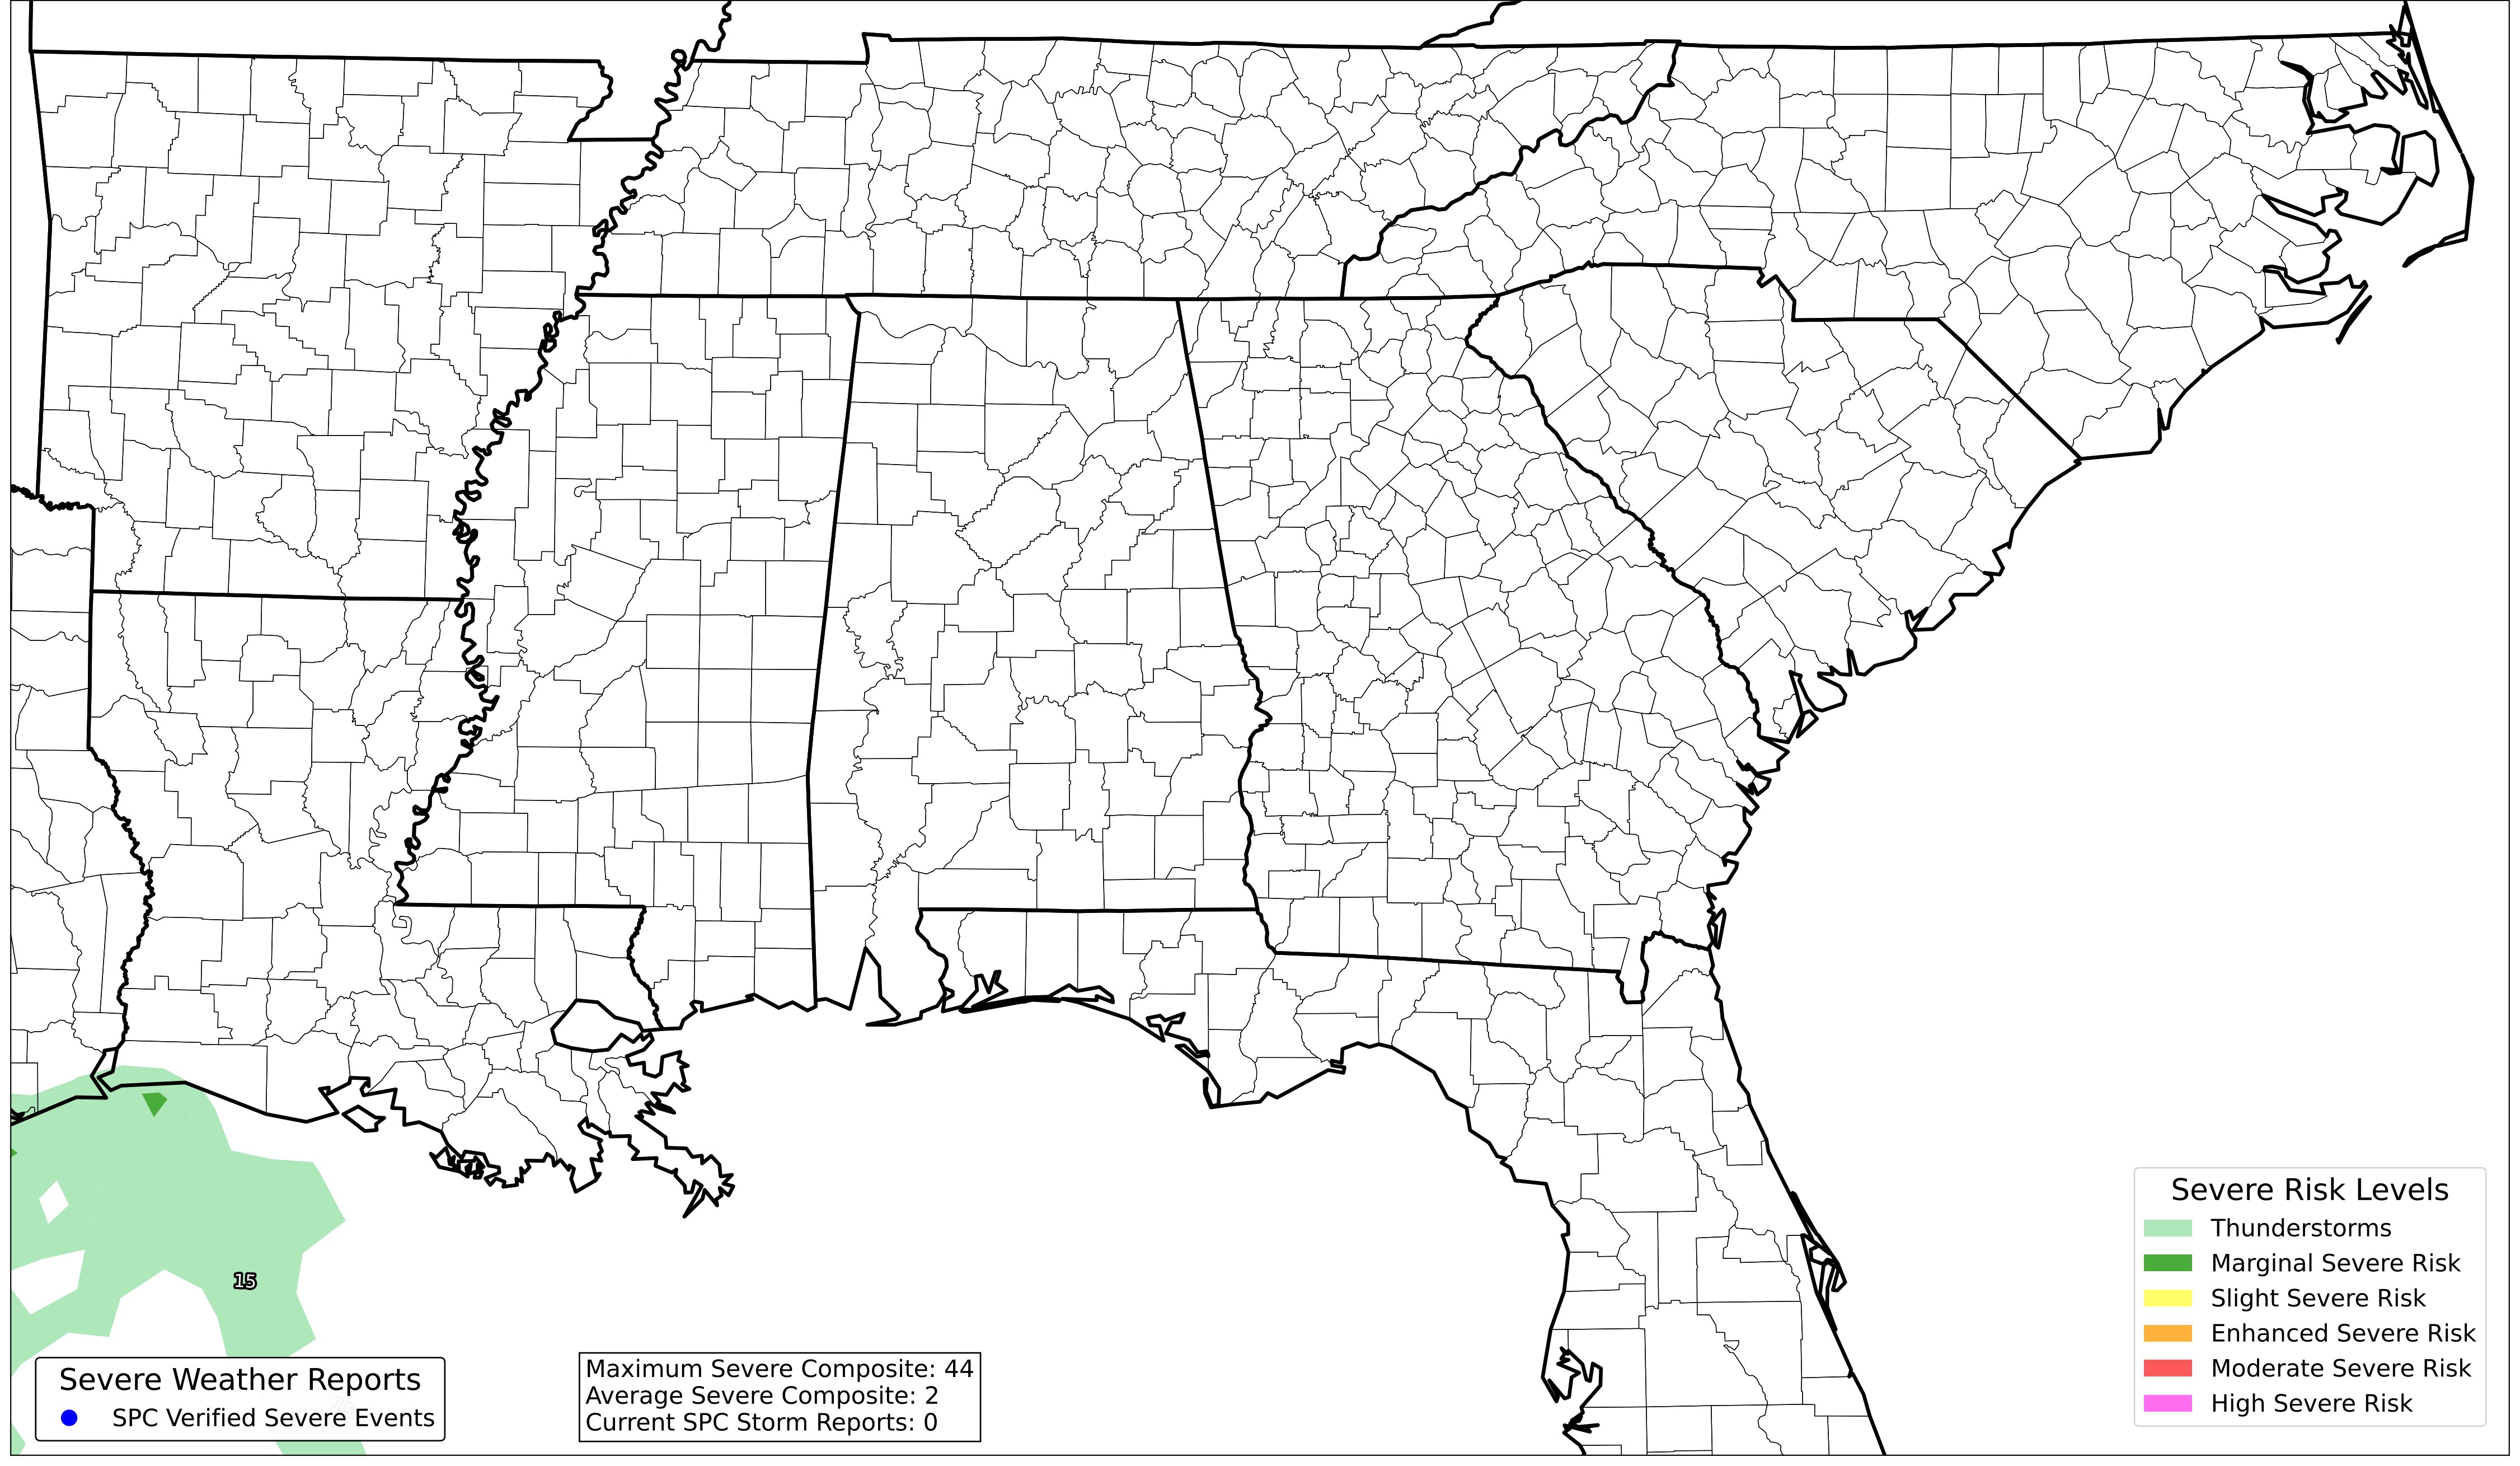 15
Severe Weather Reports
SPC Verified Severe Events
Maximum Severe Composite: 44
Average Severe Composite: 2
Current SPC Storm Reports: 0
Severe Risk Levels
Thunderstorms
Marginal Severe Risk
Slight Severe Risk
Enhanced Severe Risk
Moderate Severe Risk
High Severe Risk